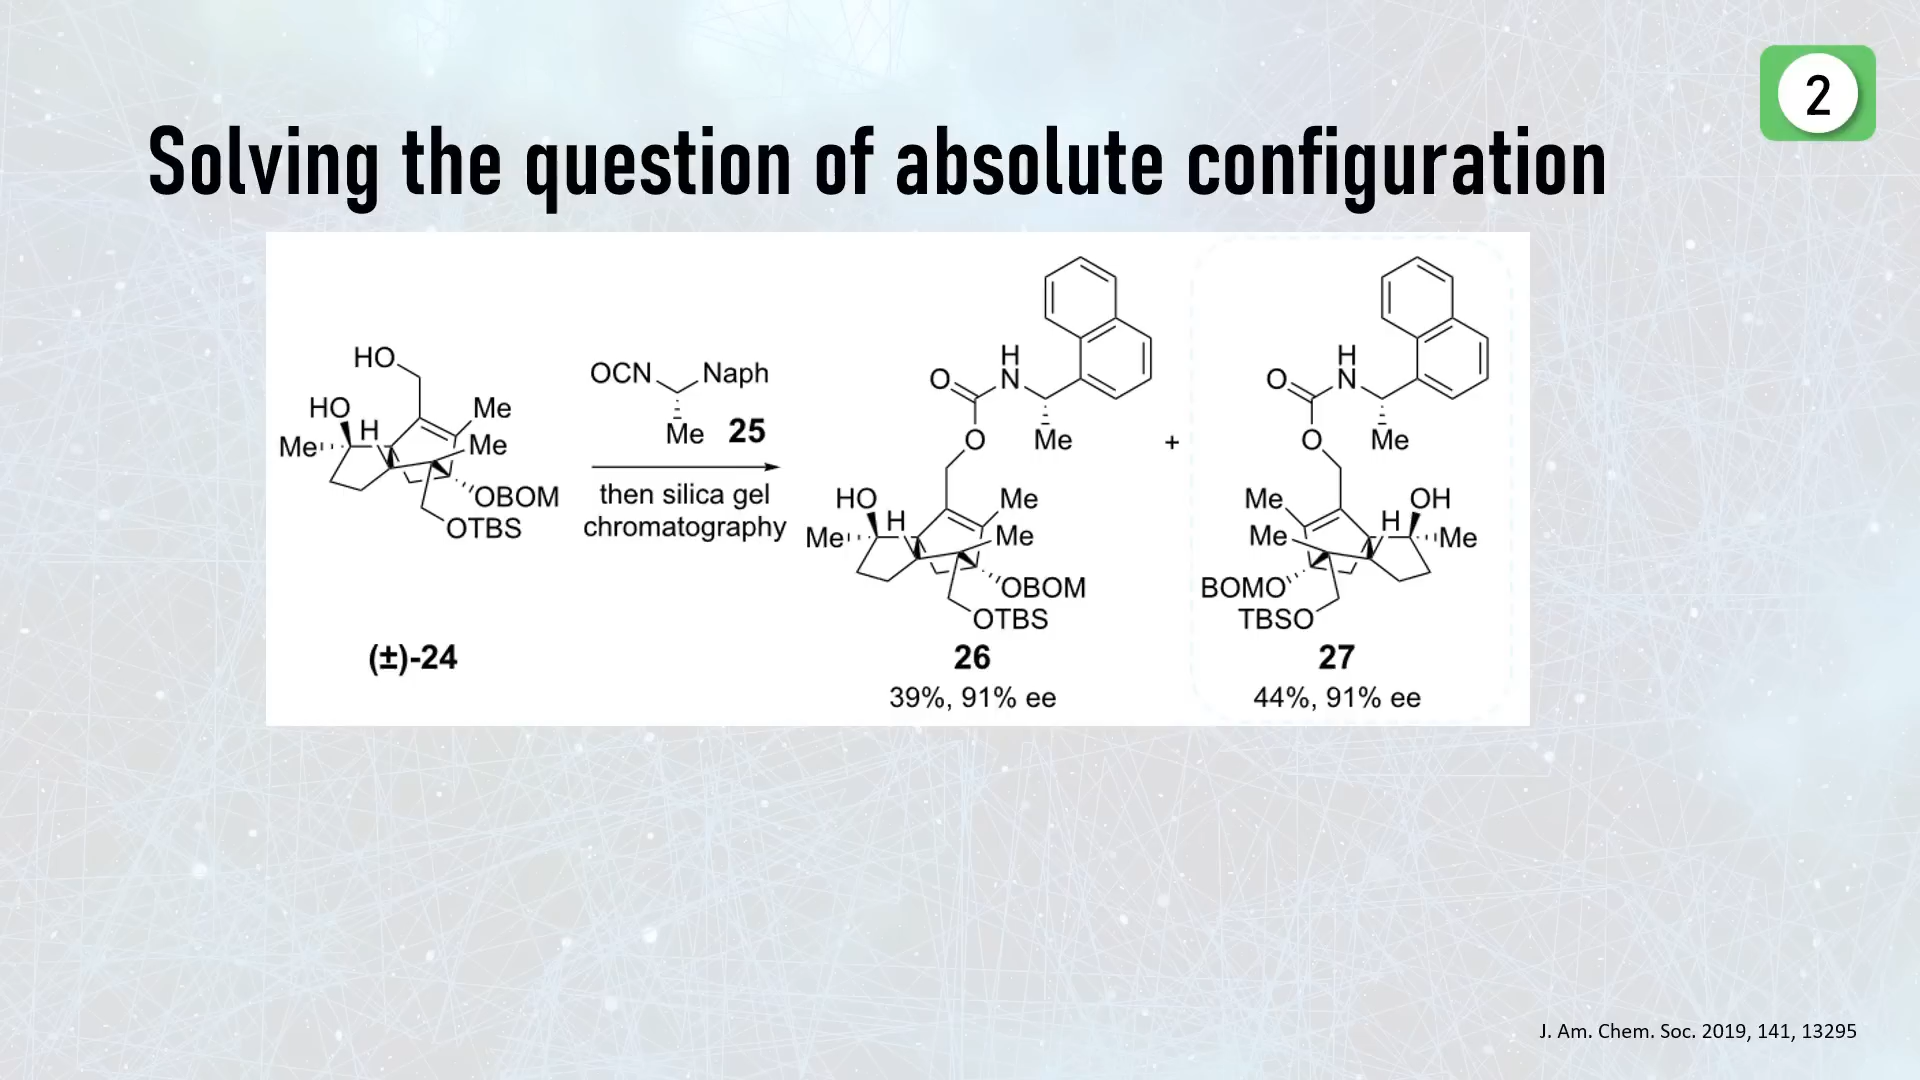 2
Solving the question of absolute configuration
HO
HO
H
Me
Me
Me
OBOM
OTBS
(±)-24
OCN
Naph
Me
25
then silica gel
chromatography
H
O
N
O
Me
HO
H
Me
Me
Me
OBOM
OTBS
26
39%, 91% ee
+
H
O
N
O
Me
Me
Me
H
OH
Me
BOMO
TBSO
27
44%, 91% ee
J. Am. Chem. Soc. 2019, 141, 13295